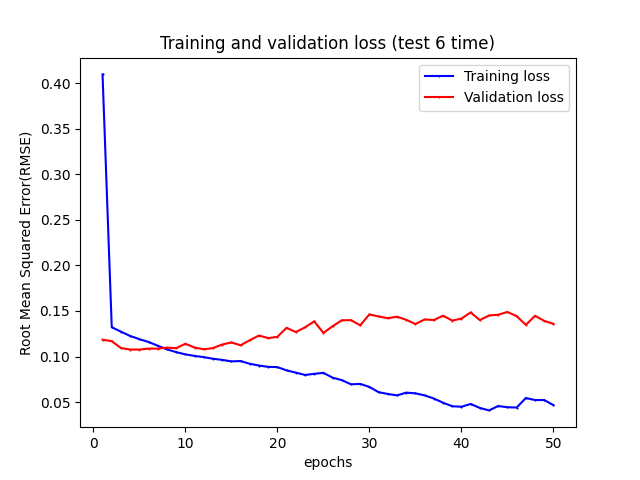 Training and validation loss (test 6 time)
Training loss
Validation loss
0.40
0.35
0.30
0.25
0.20
0.15
0.10
0.05
Root Mean Squared Error(RMSE)
0 10 20 30 40 50
epochs